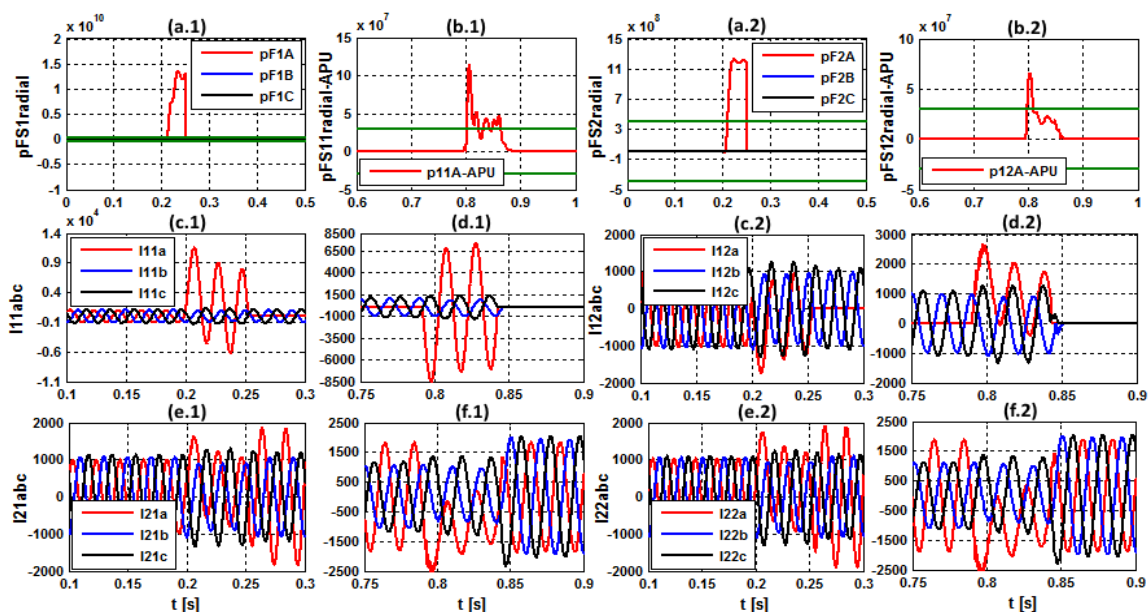 (a.1) (b.1) (a.2) (b.2)
x 10^10 x 10^7 x 10^8 x 10^7
pFS1radial
2
1.5
1
0.5
0
-0.5
1
0 0.1 0.2 0.3 0.4 0.5
pF1A
pF1B
pF1C
pFS11radial-APU
15
10
5
0
5
0.6 0.7 0.8 0.9 1
p11A-APU
pFS2radial
15
11
7
3
-1
5
0 0.1 0.2 0.3 0.4 0.5
pF2A
pF2B
pF2C
pFS12radial-APU
10
5
0
5
0.6 0.7 0.8 0.9 1
p12A-APU
(c.1) (d.1) (c.2) (d.2)
x 10^4
I11abc
1.4
0.9
0.4
-0.1
-0.6
-1.1
0.1 0.15 0.2 0.25 0.3
I11a
I11b
I11c
8500
6500
4000
1500
-1000
3500
6000
8500
0.75 0.8 0.85 0.9
I12abc
2000
1000
0
-1000
-2000
0.1 0.15 0.2 0.25 0.3
I12a
I12b
I12c
3000
2000
1000
0
-1000
2000
0.75 0.8 0.85 0.9
(e.1) (f.1) (e.2) (f.2)
I21abc
2000
1000
0
-1000
-2000
0.1 0.15 0.2 0.25 0.3
I21a
I21b
I21c
2500
1500
500
-500
-1500
-2500
0.75 0.8 0.85 0.9
I22abc
2000
1000
0
-1000
-2000
0.1 0.15 0.2 0.25 0.3
I22a
I22b
I22c
2500
1500
500
-500
-1500
-2500
0.75 0.8 0.85 0.9
t [s] t [s] t [s] t [s]